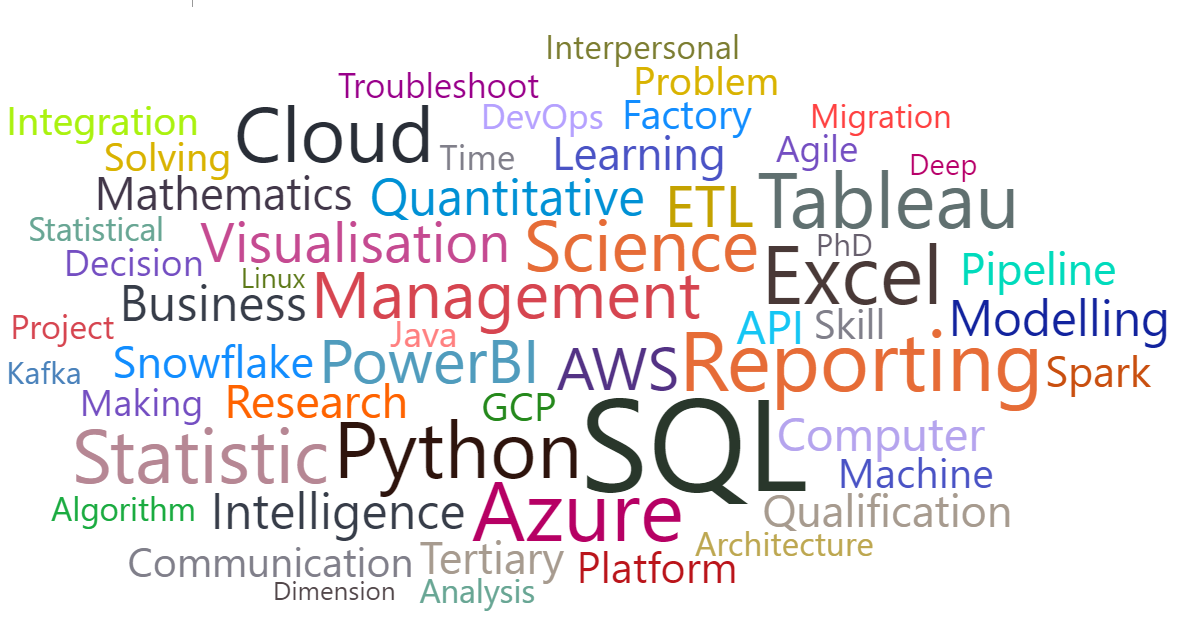 Interpersonal
Troubleshoot
Problem
Integration
Cloud
DevOps
Factory
Migration
Solving
Time
Learning
Agile
Deep
Mathematics
Quantitative
ETL
Tableau
Statistical
Visualisation
Science
PhD
Decision
Linux
Excel
Pipeline
Business
Management
Project
Java
API
Skill
Modelling
Kafka
Snowflake
PowerBI
AWS
Reporting
Spark
Making
Research
GCP
SQL
Computer
Statistic
Python
Machine
Algorithm
Intelligence
Azure
Qualification
Communication
Tertiary
Platform
Architecture
Dimension
Analysis